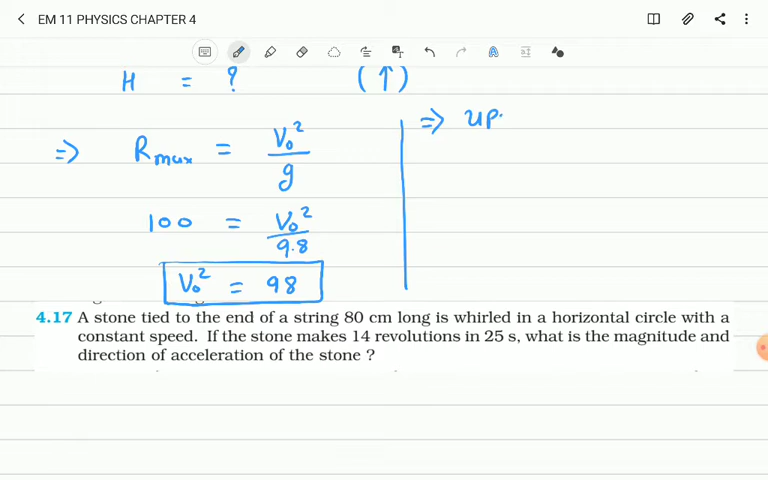 EM 11 PHYSICS CHAPTER 4
H = ? (↑)
⇒ R max = V₀² / g
100 = V₀² / 9.8
V₀² = 98
⇒ up.
4.17 A stone tied to the end of a string 80 cm long is whirled in a horizontal circle with a
constant speed. If the stone makes 14 revolutions in 25 s, what is the magnitude and
direction of acceleration of the stone ?